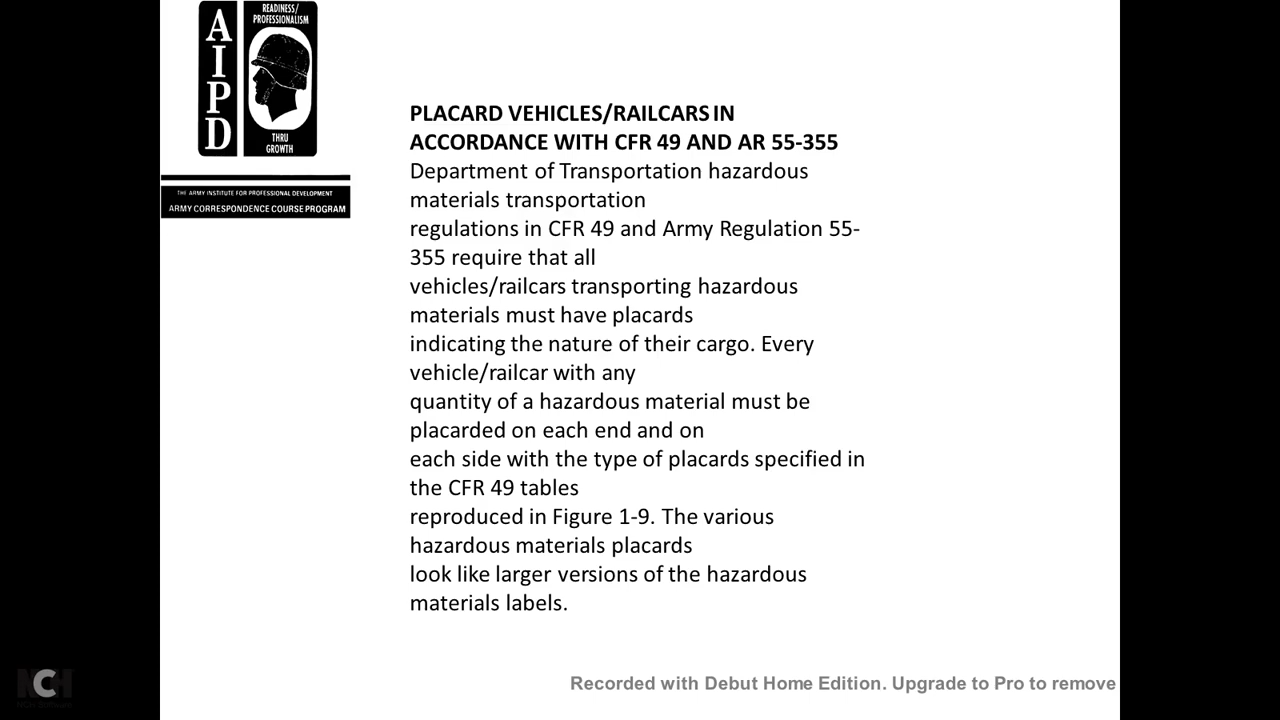 AIPD
READINESS/
PROFESSIONALISM
THRU
GROWTH
THE ARMY INSTITUTE FOR PROFESSIONAL DEVELOPMENT
ARMY CORRESPONDENCE COURSE PROGRAM
PLACARD VEHICLES/RAILCARS IN
ACCORDANCE WITH CFR 49 AND AR 55-355
Department of Transportation hazardous
materials transportation
regulations in CFR 49 and Army Regulation 55-
355 require that all
vehicles/railcars transporting hazardous
materials must have placards
indicating the nature of their cargo. Every
vehicle/railcar with any
quantity of a hazardous material must be
placarded on each end and on
each side with the type of placards specified in
the CFR 49 tables
reproduced in Figure 1-9. The various
hazardous materials placards
look like larger versions of the hazardous
materials labels.
NCH
NCH Software
Recorded with Debut Home Edition. Upgrade to Pro to remove